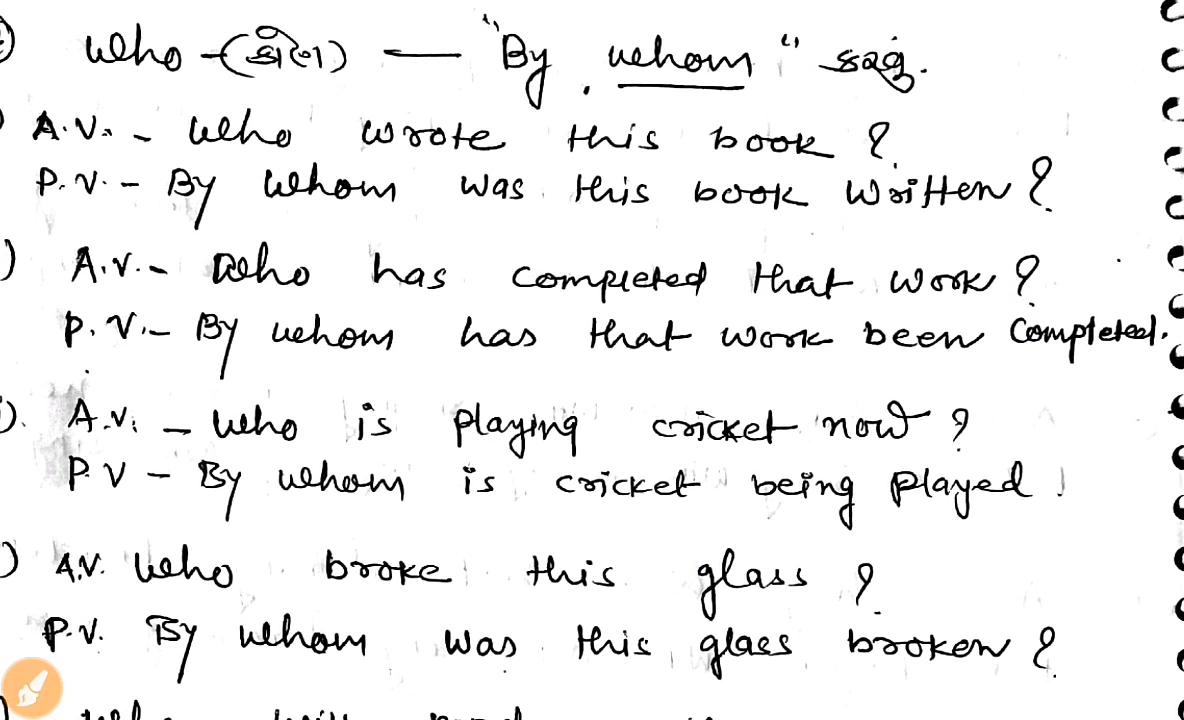 who - (કોણ) — "By whom" કરવું.
A.V. - who wrote this book ?
P.V. - By whom was this book written ?
) A.V. - who has completed that work ?
P.V. - By whom has that work been completed.
). A.V. - who is playing cricket now ?
P.V - By whom is cricket being played
) A.V. who broke this glass ?
P.V. By whom was this glass broken ?